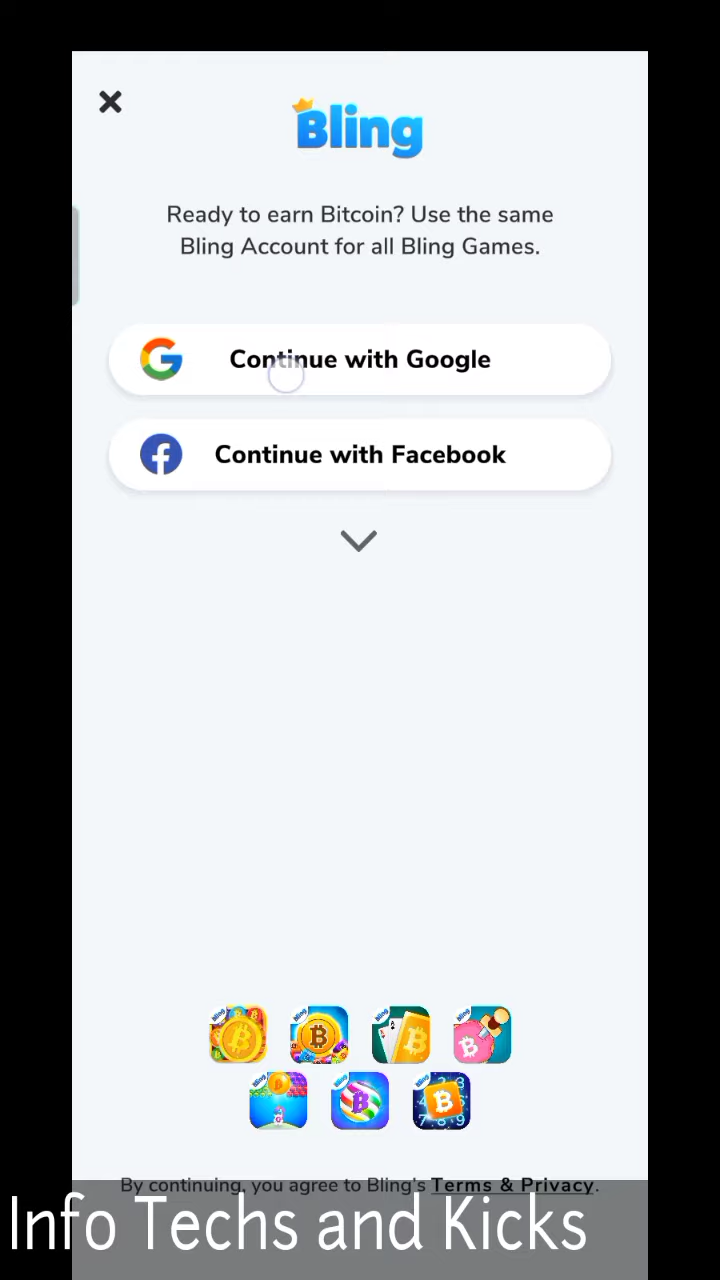 Bling
Ready to earn Bitcoin? Use the same
Bling Account for all Bling Games.
Continue with Google
Continue with Facebook
By continuing, you agree to Bling's Terms & Privacy.
Info Techs and Kicks